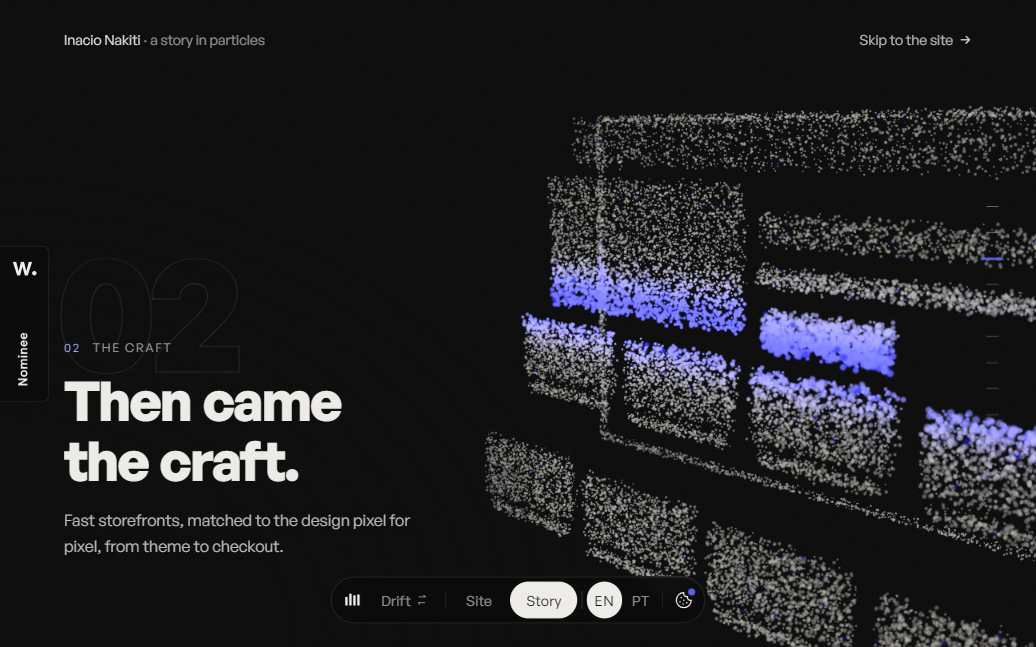 Inacio Nakiti · a story in particles
Skip to the site →
W.
Nominee
02
02 THE CRAFT
Then came
the craft.
Fast storefronts, matched to the design pixel for
pixel, from theme to checkout.
Drift
Site
Story
EN
PT